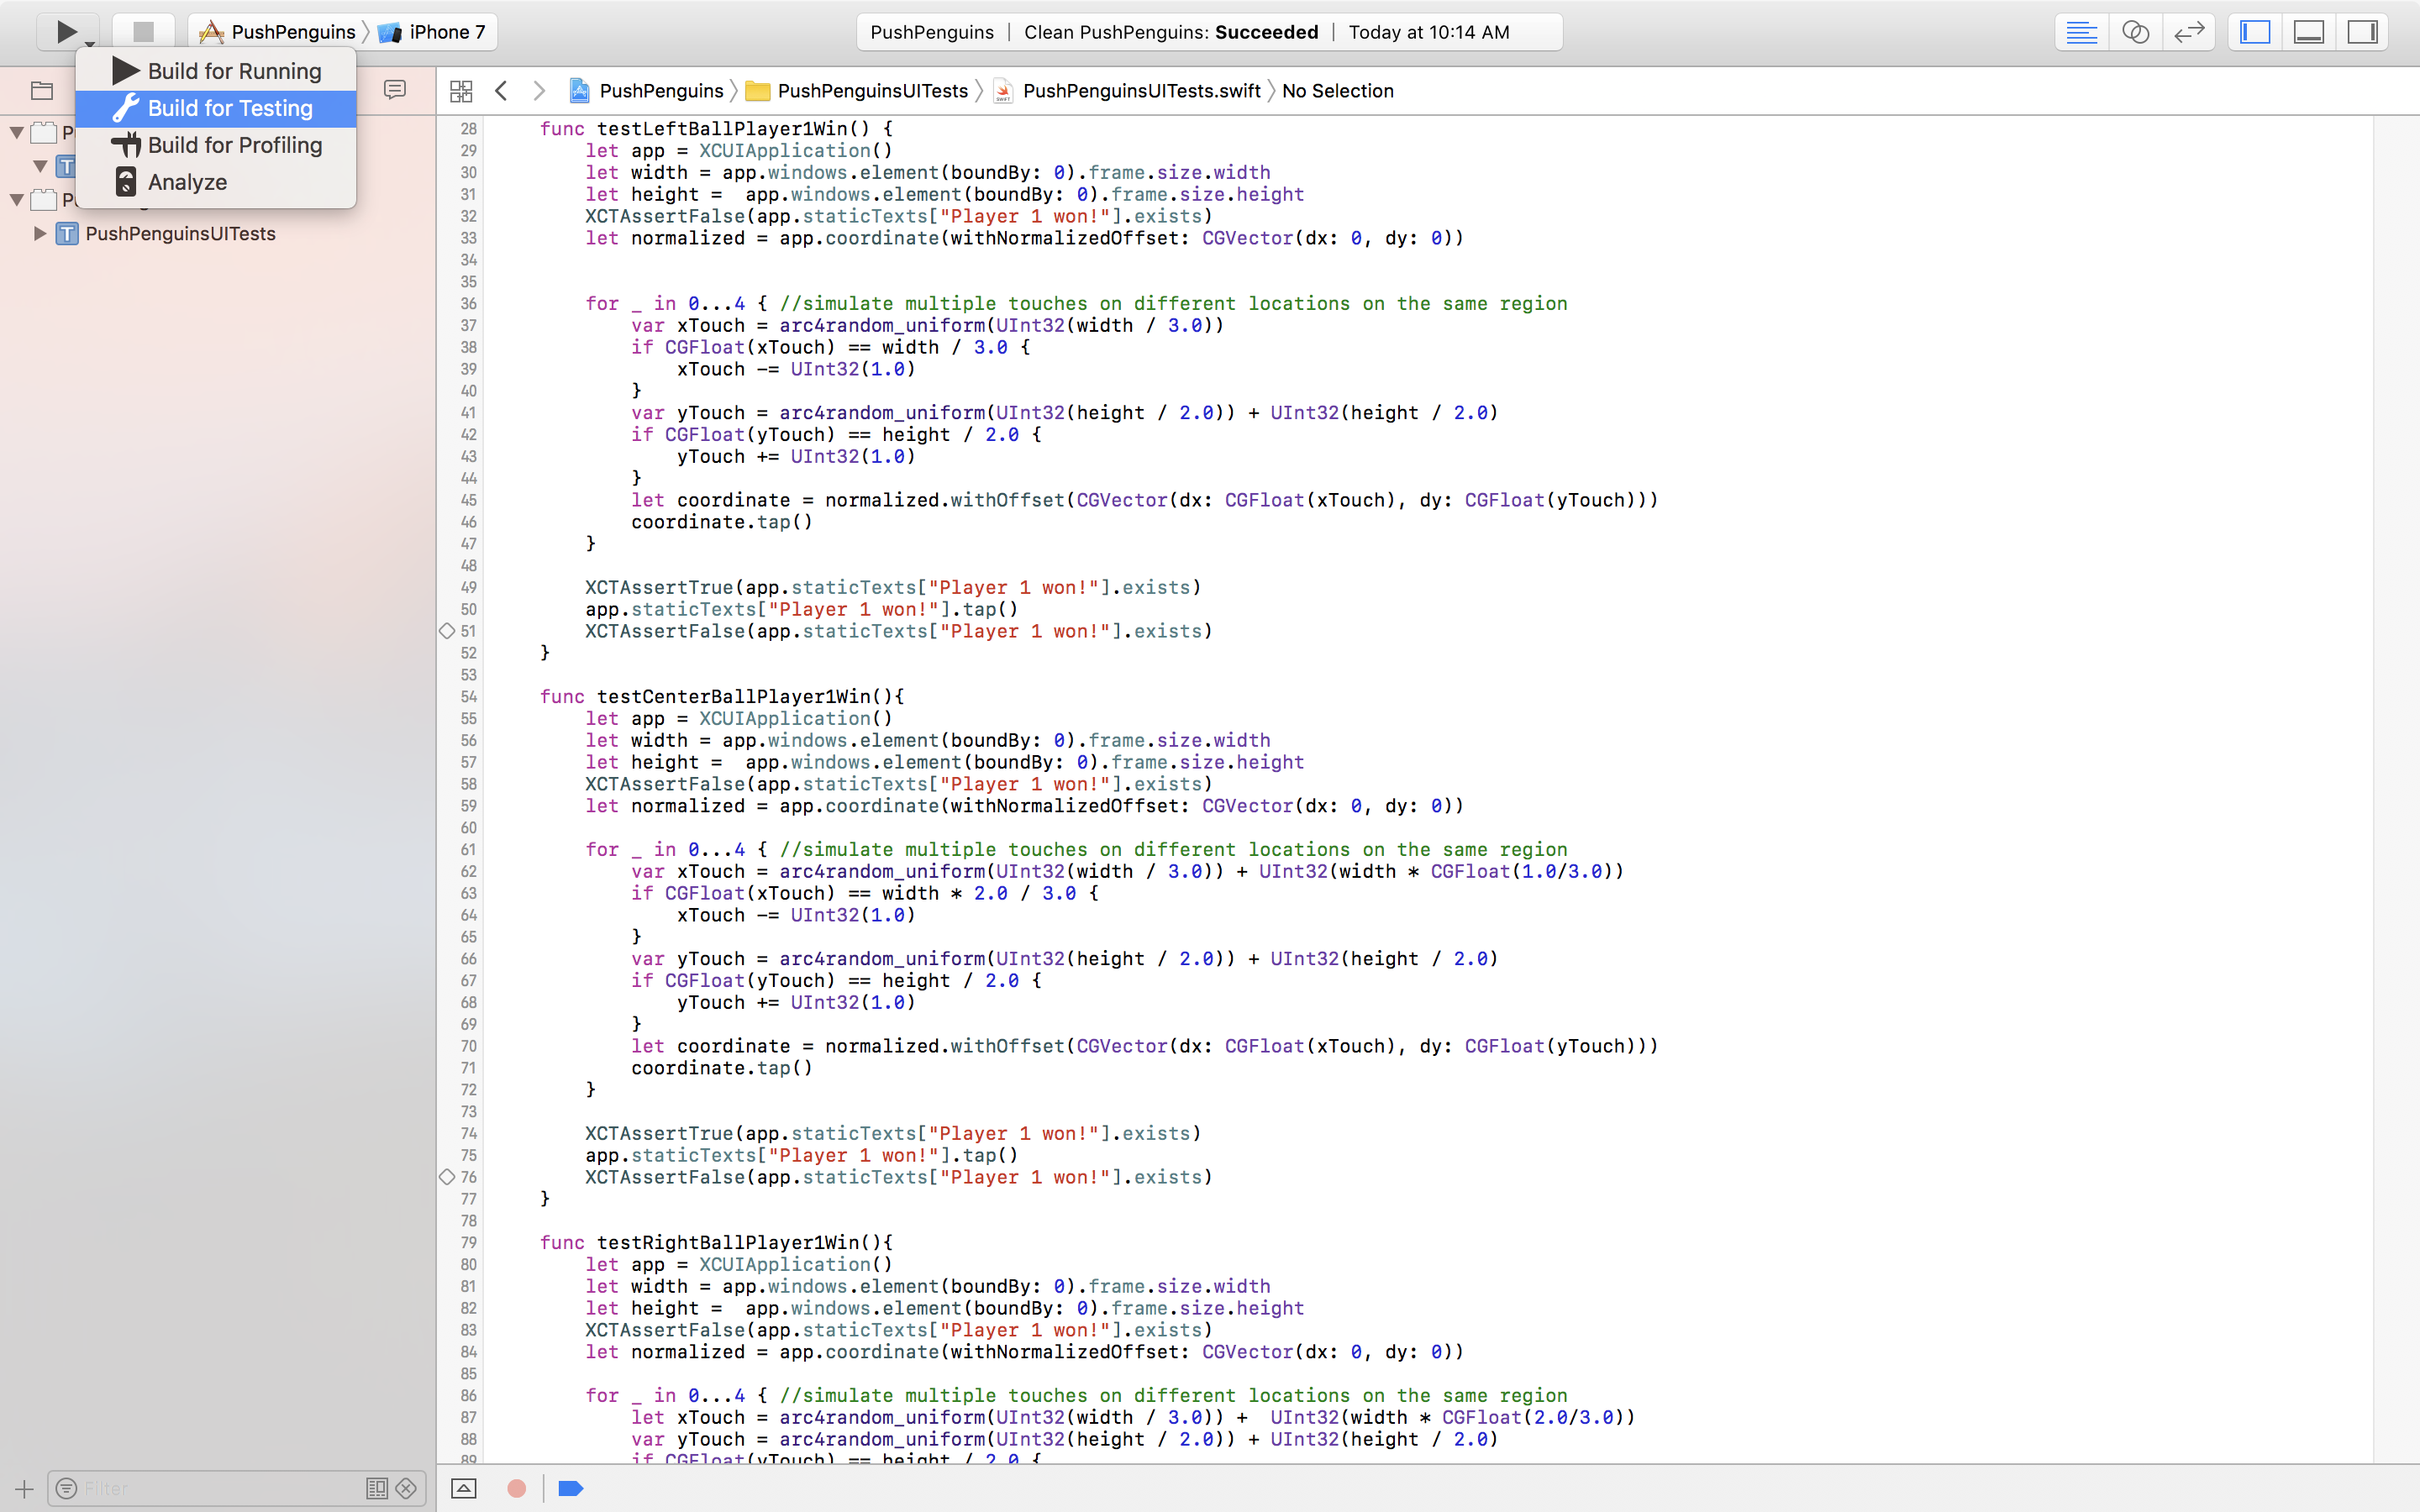 PushPenguins iPhone 7
PushPenguins | Clean PushPenguins: Succeeded | Today at 10:14 AM
Build for Running
Build for Testing
Build for Profiling
Analyze
T
T PushPenguinsUITests
PushPenguins PushPenguinsUITests PushPenguinsUITests.swift No Selection
28 func testLeftBallPlayer1Win() {
29 let app = XCUIApplication()
30 let width = app.windows.element(boundBy: 0).frame.size.width
31 let height =  app.windows.element(boundBy: 0).frame.size.height
32 XCTAssertFalse(app.staticTexts["Player 1 won!"].exists)
33 let normalized = app.coordinate(withNormalizedOffset: CGVector(dx: 0, dy: 0))
34
35
36 for _ in 0...4 { //simulate multiple touches on different locations on the same region
37 var xTouch = arc4random_uniform(UInt32(width / 3.0))
38 if CGFloat(xTouch) == width / 3.0 {
39 xTouch -= UInt32(1.0)
40 }
41 var yTouch = arc4random_uniform(UInt32(height / 2.0)) + UInt32(height / 2.0)
42 if CGFloat(yTouch) == height / 2.0 {
43 yTouch += UInt32(1.0)
44 }
45 let coordinate = normalized.withOffset(CGVector(dx: CGFloat(xTouch), dy: CGFloat(yTouch)))
46 coordinate.tap()
47 }
48
49 XCTAssertTrue(app.staticTexts["Player 1 won!"].exists)
50 app.staticTexts["Player 1 won!"].tap()
51 XCTAssertFalse(app.staticTexts["Player 1 won!"].exists)
52 }
53
54 func testCenterBallPlayer1Win(){
55 let app = XCUIApplication()
56 let width = app.windows.element(boundBy: 0).frame.size.width
57 let height =  app.windows.element(boundBy: 0).frame.size.height
58 XCTAssertFalse(app.staticTexts["Player 1 won!"].exists)
59 let normalized = app.coordinate(withNormalizedOffset: CGVector(dx: 0, dy: 0))
60
61 for _ in 0...4 { //simulate multiple touches on different locations on the same region
62 var xTouch = arc4random_uniform(UInt32(width / 3.0)) + UInt32(width * CGFloat(1.0/3.0))
63 if CGFloat(xTouch) == width * 2.0 / 3.0 {
64 xTouch -= UInt32(1.0)
65 }
66 var yTouch = arc4random_uniform(UInt32(height / 2.0)) + UInt32(height / 2.0)
67 if CGFloat(yTouch) == height / 2.0 {
68 yTouch += UInt32(1.0)
69 }
70 let coordinate = normalized.withOffset(CGVector(dx: CGFloat(xTouch), dy: CGFloat(yTouch)))
71 coordinate.tap()
72 }
73
74 XCTAssertTrue(app.staticTexts["Player 1 won!"].exists)
75 app.staticTexts["Player 1 won!"].tap()
76 XCTAssertFalse(app.staticTexts["Player 1 won!"].exists)
77 }
78
79 func testRightBallPlayer1Win(){
80 let app = XCUIApplication()
81 let width = app.windows.element(boundBy: 0).frame.size.width
82 let height =  app.windows.element(boundBy: 0).frame.size.height
83 XCTAssertFalse(app.staticTexts["Player 1 won!"].exists)
84 let normalized = app.coordinate(withNormalizedOffset: CGVector(dx: 0, dy: 0))
85
86 for _ in 0...4 { //simulate multiple touches on different locations on the same region
87 let xTouch = arc4random_uniform(UInt32(width / 3.0)) +  UInt32(width * CGFloat(2.0/3.0))
88 var yTouch = arc4random_uniform(UInt32(height / 2.0)) + UInt32(height / 2.0)
89 if CGFloat(yTouch) == height / 2.0 {
Filter